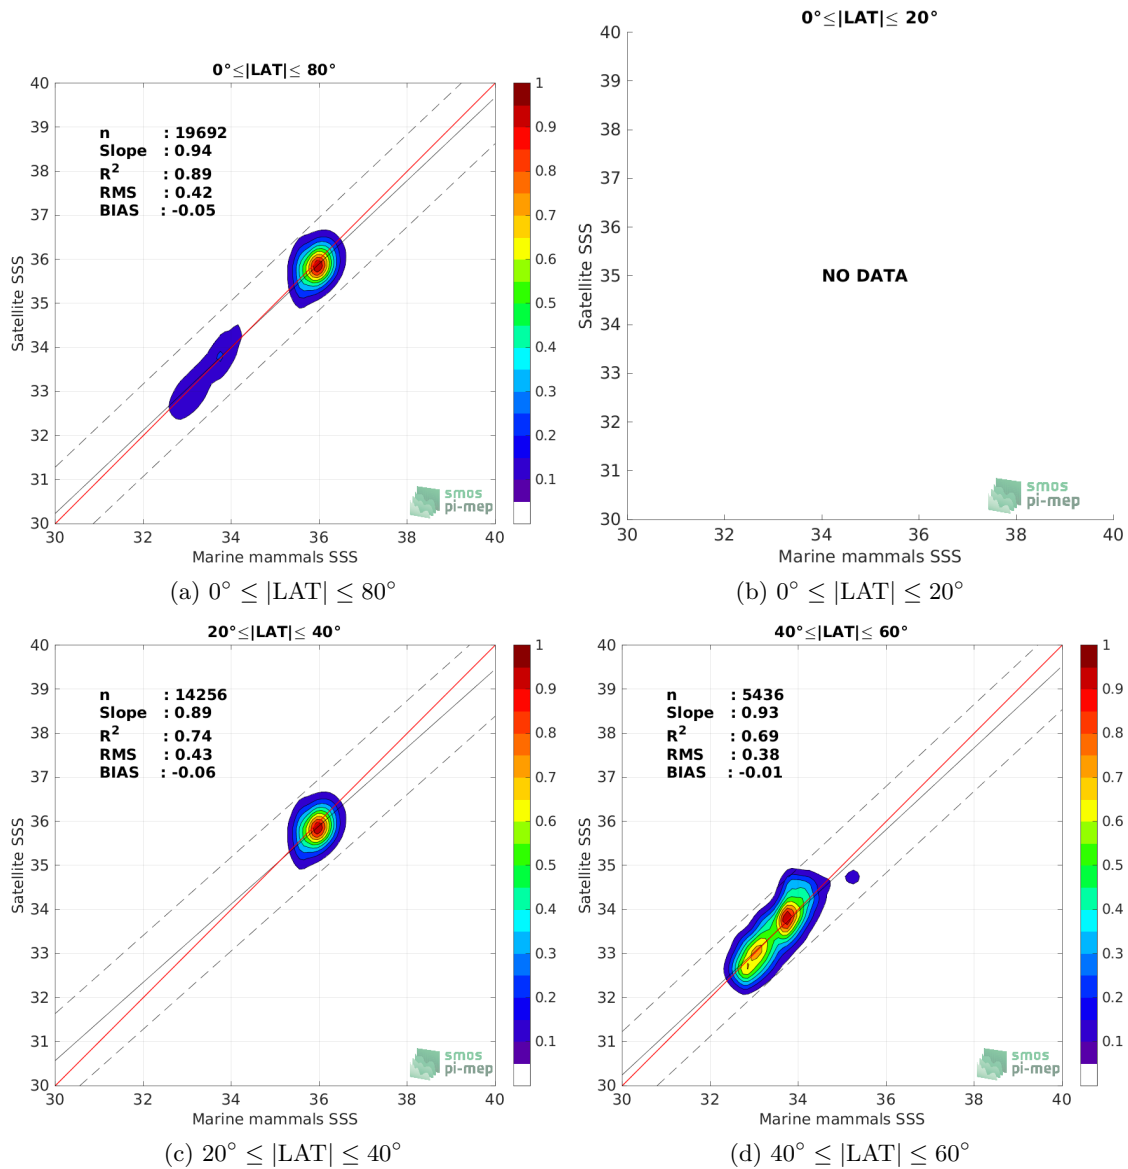 0°≤|LAT|≤ 80°
40
39
38
37
36
35
34
33
32
31
30
Satellite SSS
n : 19692
Slope : 0.94
R² : 0.89
RMS : 0.42
BIAS : -0.05
smos
pi-mep
30 32 34 36 38 40
Marine mammals SSS
1
0.9
0.8
0.7
0.6
0.5
0.4
0.3
0.2
0.1
(a) 0° ≤ |LAT| ≤ 80°
0°≤|LAT|≤ 20°
40
39
38
37
36
35
34
33
32
31
30
Satellite SSS
NO DATA
smos
pi-mep
30 32 34 36 38 40
Marine mammals SSS
(b) 0° ≤ |LAT| ≤ 20°
20°≤|LAT|≤ 40°
40
39
38
37
36
35
34
33
32
31
30
Satellite SSS
n : 14256
Slope : 0.89
R² : 0.74
RMS : 0.43
BIAS : -0.06
smos
pi-mep
30 32 34 36 38 40
Marine mammals SSS
1
0.9
0.8
0.7
0.6
0.5
0.4
0.3
0.2
0.1
(c) 20° ≤ |LAT| ≤ 40°
40°≤|LAT|≤ 60°
40
39
38
37
36
35
34
33
32
31
30
Satellite SSS
n : 5436
Slope : 0.93
R² : 0.69
RMS : 0.38
BIAS : -0.01
smos
pi-mep
30 32 34 36 38 40
Marine mammals SSS
1
0.9
0.8
0.7
0.6
0.5
0.4
0.3
0.2
0.1
(d) 40° ≤ |LAT| ≤ 60°